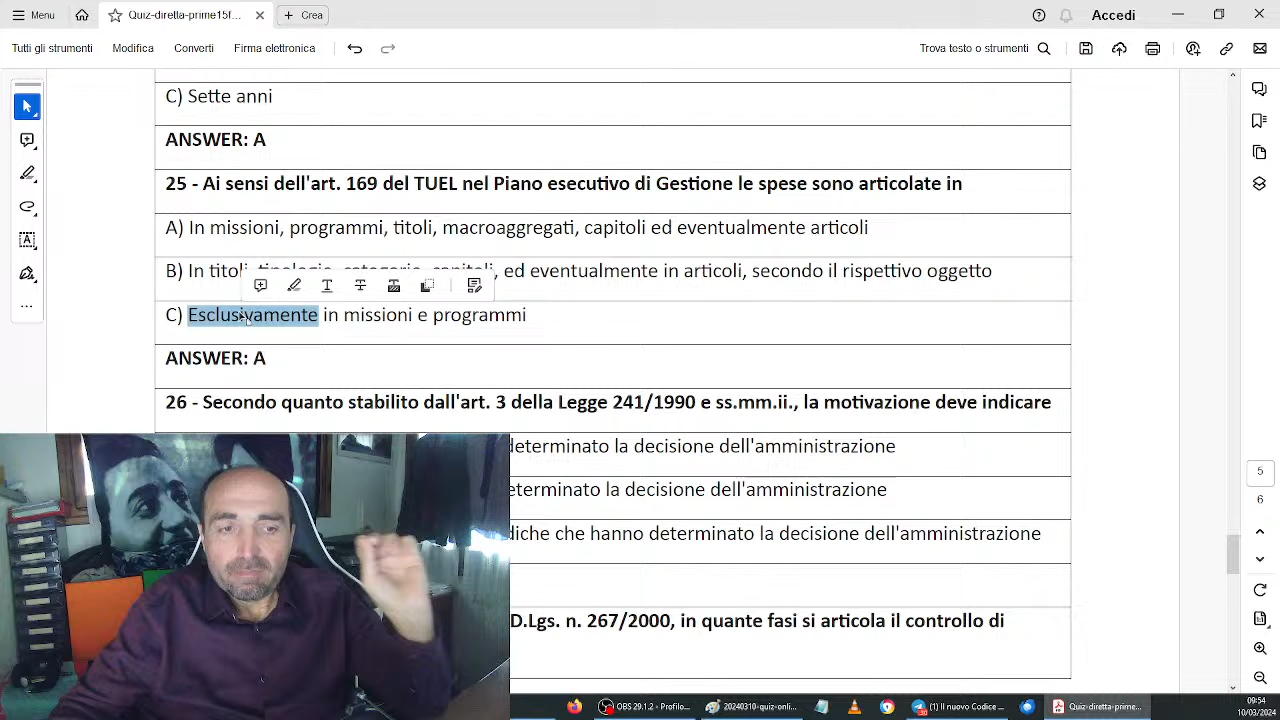 Menu
Quiz-diretta-prime15f...
Crea
Accedi
Tutti gli strumenti
Modifica
Converti
Firma elettronica
Trova testo o strumenti
C) Sette anni
ANSWER: A
25 - Ai sensi dell'art. 169 del TUEL nel Piano esecutivo di Gestione le spese sono articolate in
A) In missioni, programmi, titoli, macroaggregati, capitoli ed eventualmente articoli
B) In titoli, tipologie, categorie, capitoli, ed eventualmente in articoli, secondo il rispettivo oggetto
C) Esclusivamente in missioni e programmi
ANSWER: A
26 - Secondo quanto stabilito dall'art. 3 della Legge 241/1990 e ss.mm.ii., la motivazione deve indicare
determinato la decisione dell'amministrazione
eterminato la decisione dell'amministrazione
diche che hanno determinato la decisione dell'amministrazione
D.Lgs. n. 267/2000, in quante fasi si articola il controllo di
5
6
OBS 29.1.2 - Profilo...
20240310-quiz-onli...
(1) Il nuovo Codice ...
Quiz-diretta-prime1...
09:54
10/03/2024